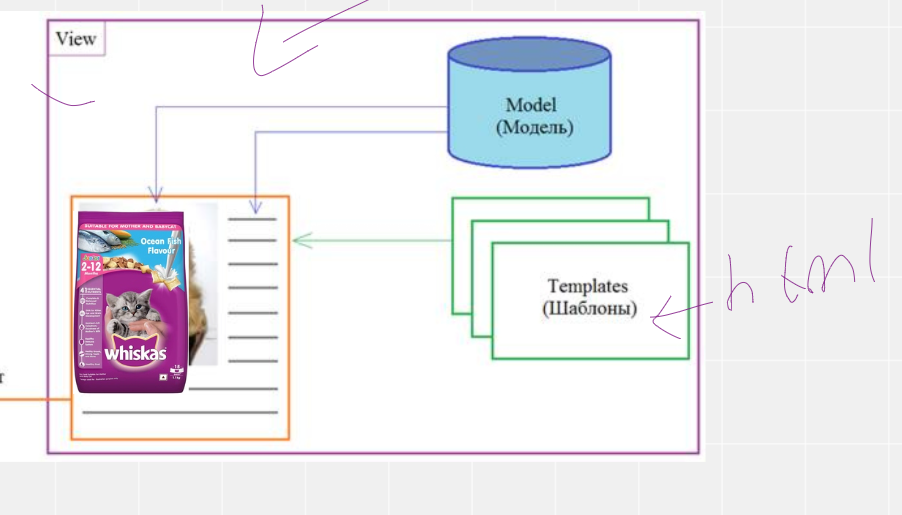 View
Model
(Модель)
SUITABLE FOR MOTHER AND BABYCAT
Ocean Fish
Flavour
2-12
whiskas
Templates
(Шаблоны)
html
т